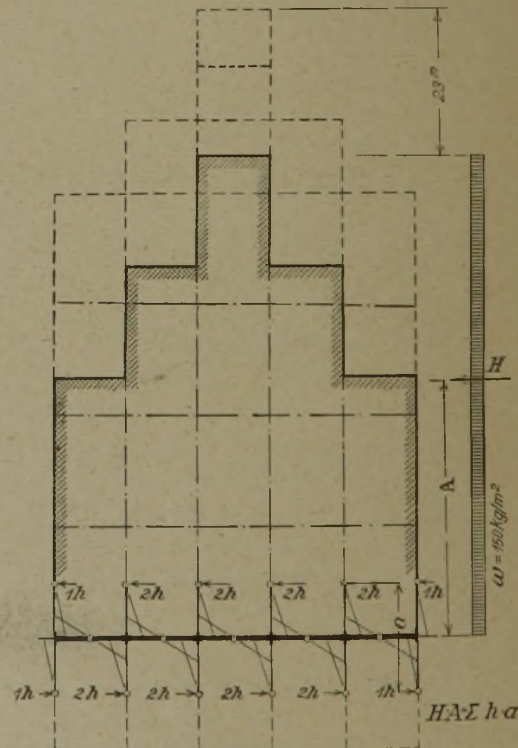 23m
H
A
ω=150kg/m²
1h 2h 2h 2h 2h 1h
a
1h 2h 2h 2h 2h 1h
H·A=Σ h·a